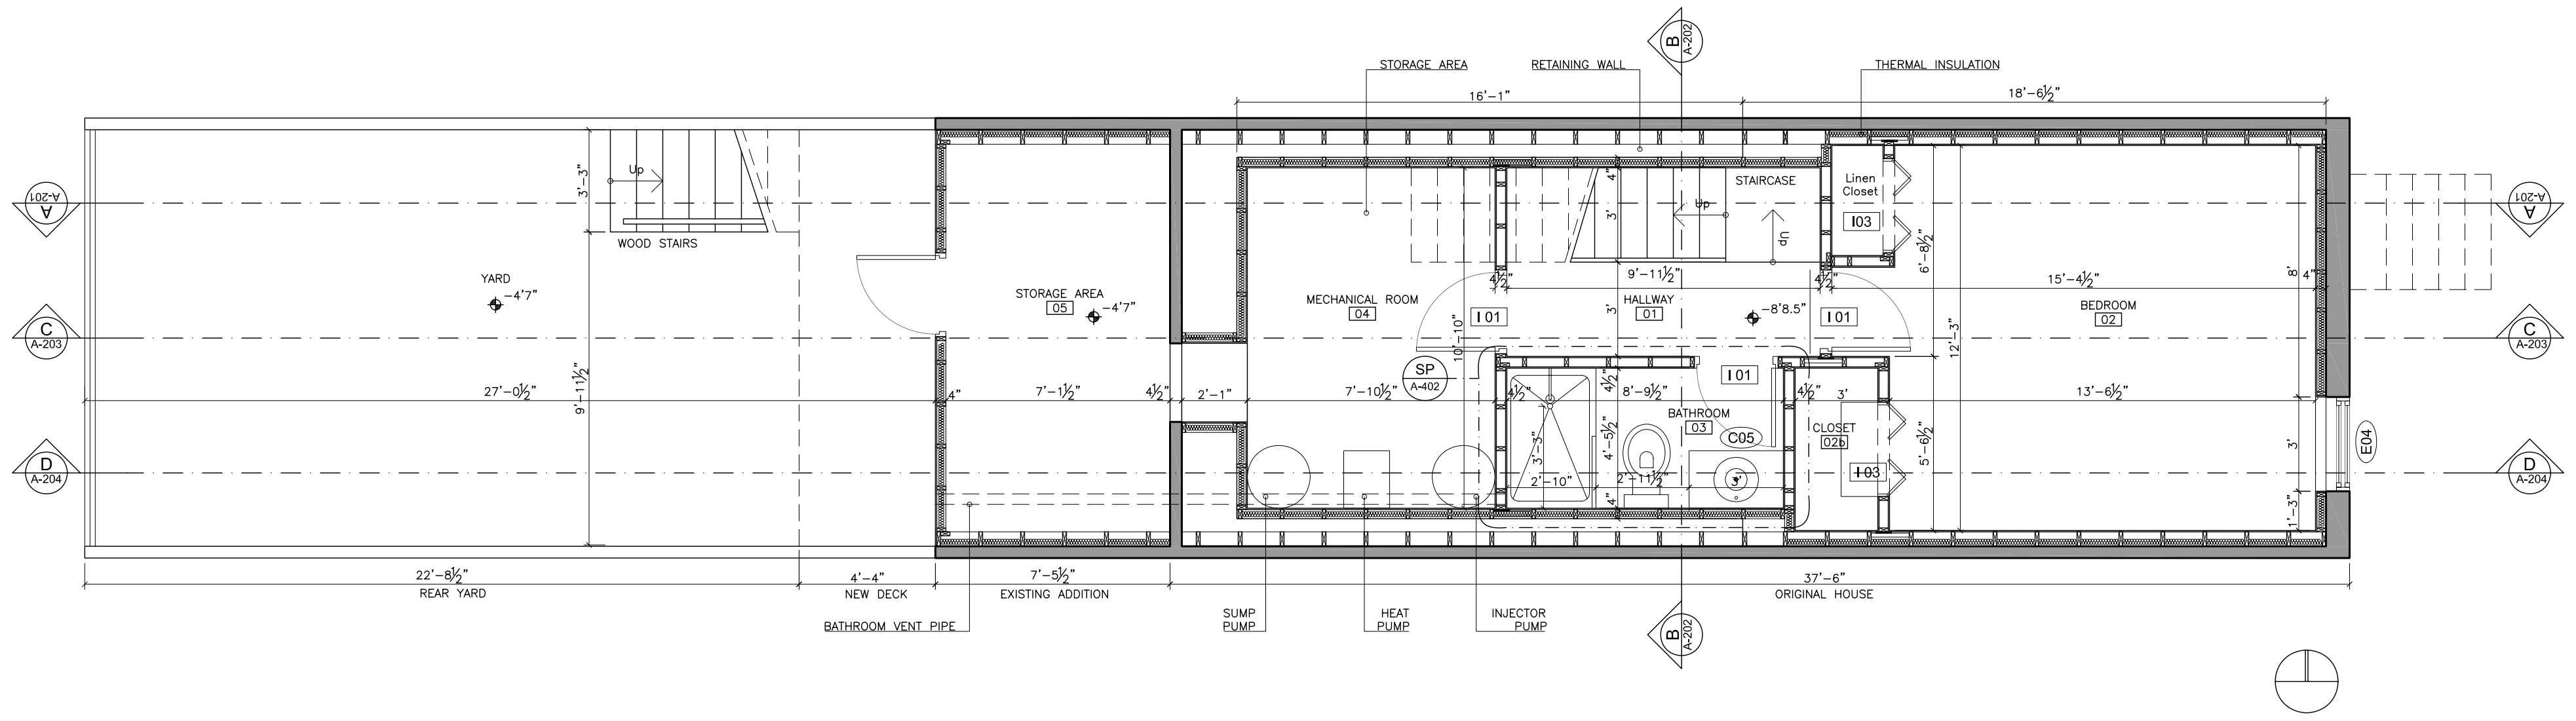 B
A-202
STORAGE AREA
RETAINING WALL
THERMAL INSULATION
16'-1"
18'-6½"
Up
3'-3"
WOOD STAIRS
A
A-201
4"
STAIRCASE
Linen
Closet
I03
3'
Up
Up
6'-8½"
A
A-201
YARD
-4'7"
STORAGE AREA
05
-4'7"
MECHANICAL ROOM
04
4½"
9'-11½"
4½"
HALLWAY
01
-8'8.5"
I01
I01
3'
10'-10"
15'-4½"
8'
4"
BEDROOM
02
12'-3"
C
A-203
C
A-203
SP
A-402
I01
27'-0½"
9'-11½"
4"
7'-1½"
4½"
2'-1"
7'-10½"
4½"
4½"
8'-9½"
4½"
3'
13'-6½"
BATHROOM
03
C05
CLOSET
02b
I03
3'-3"
4'-5½"
2'-10"
2'-11½"
3'
4"
5'-6½"
3'
1'-3"
E04
D
A-204
D
A-204
22'-8½"
REAR YARD
4'-4"
NEW DECK
7'-5½"
EXISTING ADDITION
37'-6"
ORIGINAL HOUSE
BATHROOM VENT PIPE
SUMP
PUMP
HEAT
PUMP
INJECTOR
PUMP
B
A-202